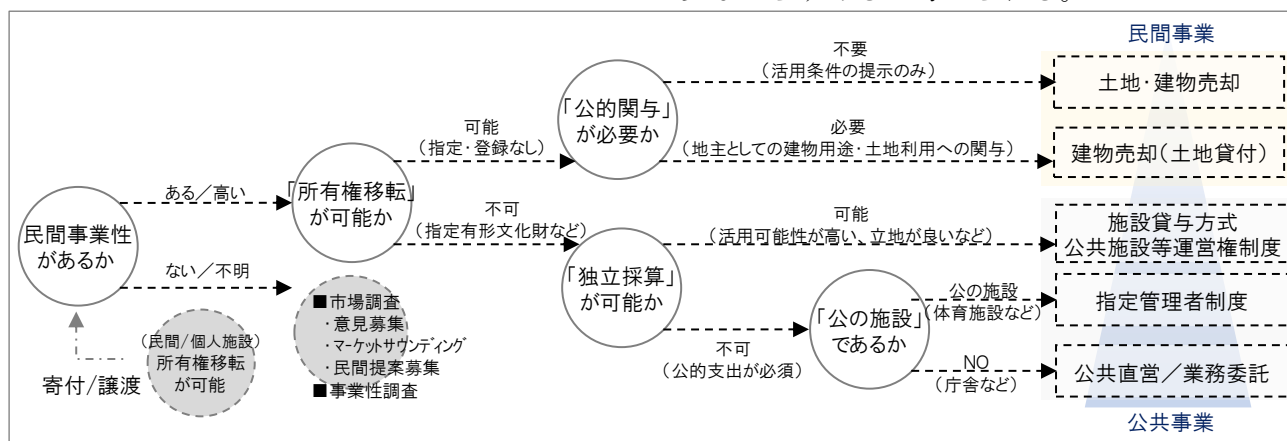 民間事業
不要
（活用条件の提示のみ）
土地・建物売却
「公的関与」
が必要か
可能
（指定・登録なし）
必要
（地主としての建物用途・土地利用への関与）
建物売却（土地貸付）
ある／高い
「所有権移転」
が可能か
民間事業性
があるか
不可
（指定有形文化財など）
可能
（活用可能性が高い、立地が良いなど）
施設貸与方式
公共施設等運営権制度
「独立採算」
が可能か
ない／不明
■市場調査
・意見募集
・マーケットサウンディング
・民間提案募集
■事業性調査
公の施設
（体育施設など）
指定管理者制度
「公の施設」
であるか
（民間/個人施設）
所有権移転
が可能
寄付/譲渡
不可
（公的支出が必須）
NO
（庁舎など）
公共直営／業務委託
公共事業